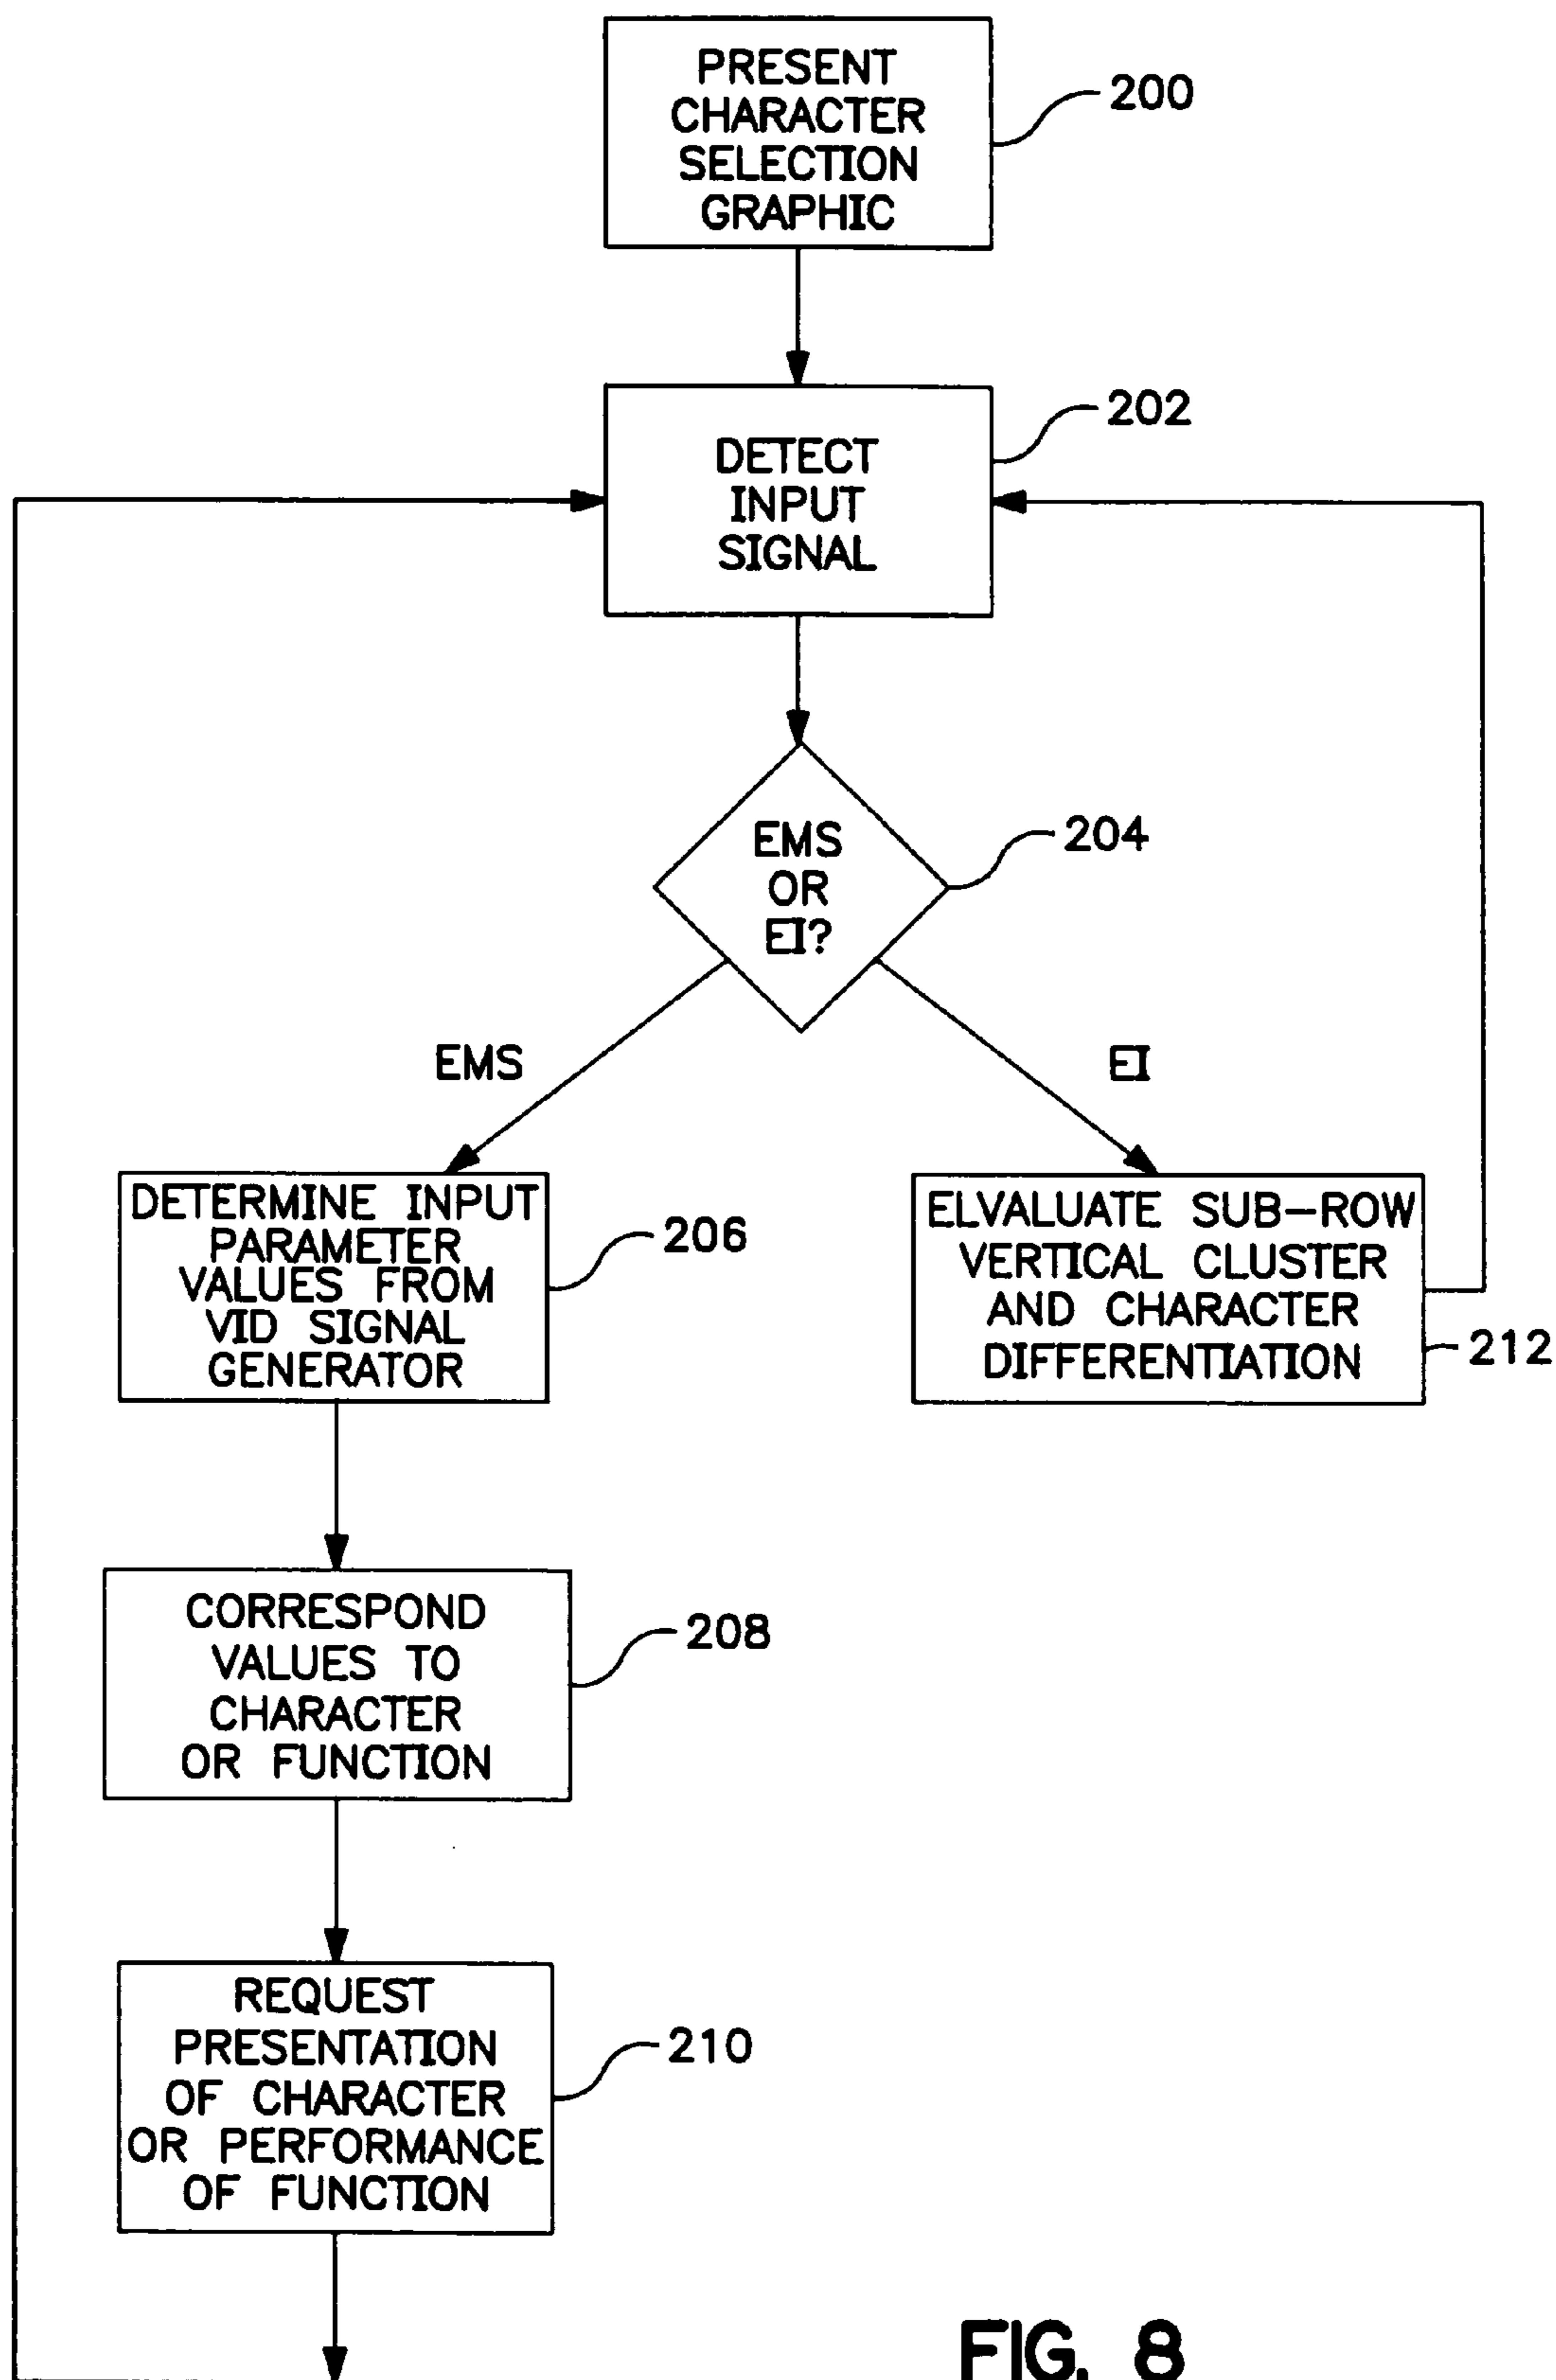 PRESENT
CHARACTER
SELECTION
GRAPHIC
200
DETECT
INPUT
SIGNAL
202
EMS
OR
EI?
204
EMS
EI
DETERMINE INPUT
PARAMETER
VALUES FROM
VID SIGNAL
GENERATOR
206
ELVALUATE SUB-ROW
VERTICAL CLUSTER
AND CHARACTER
DIFFERENTIATION
212
CORRESPOND
VALUES TO
CHARACTER
OR FUNCTION
208
REQUEST
PRESENTATION
OF CHARACTER
OR PERFORMANCE
OF FUNCTION
210
FIG. 8